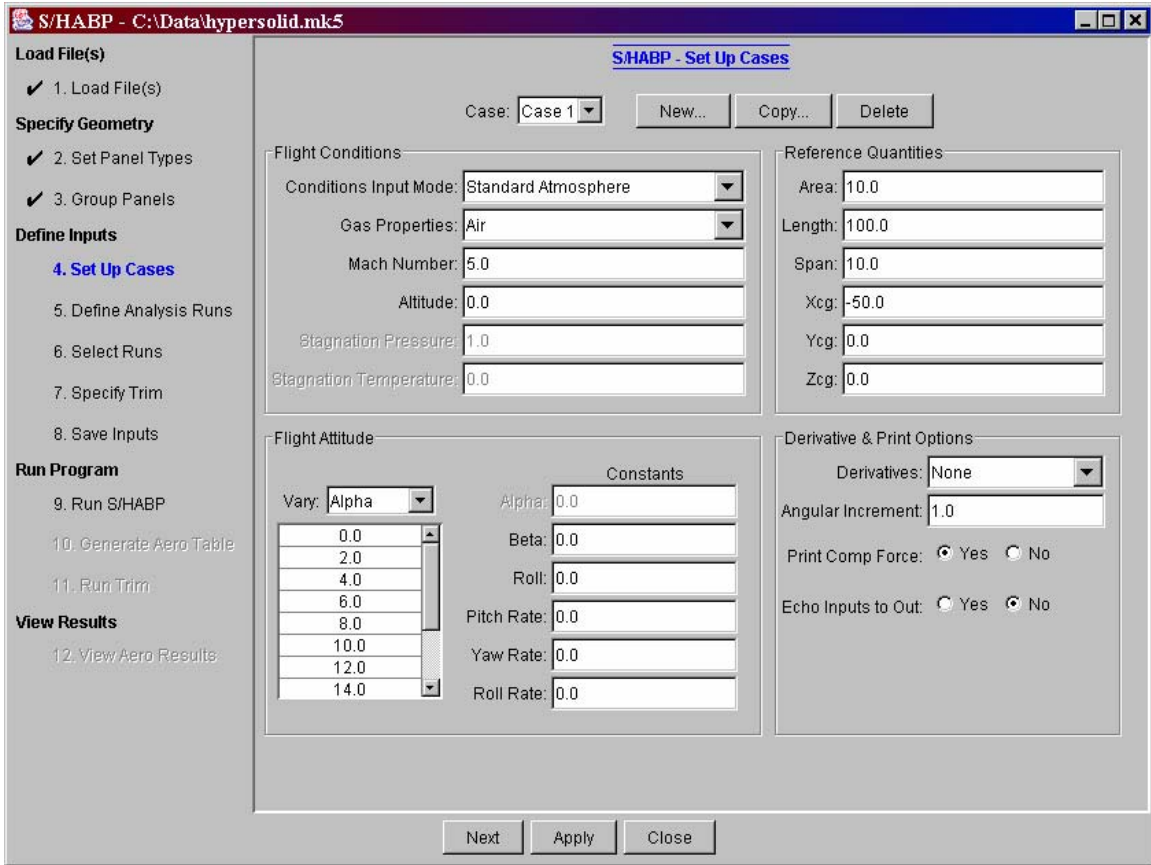 S/HABP - C:\Data\hypersolid.mk5
Load File(s)
✔ 1. Load File(s)
Specify Geometry
✔ 2. Set Panel Types
✔ 3. Group Panels
Define Inputs
4. Set Up Cases
5. Define Analysis Runs
6. Select Runs
7. Specify Trim
8. Save Inputs
Run Program
9. Run S/HABP
10. Generate Aero Table
11. Run Trim
View Results
12. View Aero Results
S/HABP - Set Up Cases
Case: Case 1 New... Copy... Delete
Flight Conditions
Conditions Input Mode: Standard Atmosphere
Gas Properties: Air
Mach Number: 5.0
Altitude: 0.0
Stagnation Pressure: 1.0
Stagnation Temperature: 0.0
Reference Quantities
Area: 10.0
Length: 100.0
Span: 10.0
Xcg: -50.0
Ycg: 0.0
Zcg: 0.0
Flight Attitude
Vary: Alpha
0.0
2.0
4.0
6.0
8.0
10.0
12.0
14.0
Constants
Alpha: 0.0
Beta: 0.0
Roll: 0.0
Pitch Rate: 0.0
Yaw Rate: 0.0
Roll Rate: 0.0
Derivative & Print Options
Derivatives: None
Angular Increment: 1.0
Print Comp Force: Yes No
Echo Inputs to Out: Yes No
Next Apply Close